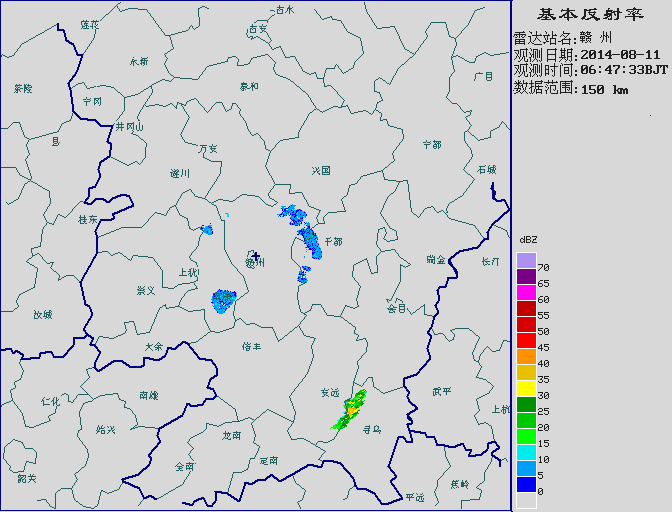 基本反射率
雷达站名:赣 州
观测日期:2014-08-11
观测时间:06:47:33BJT
数据范围:150 km
dBZ
70
65
60
55
50
45
40
35
30
25
20
15
10
5
0
吉水
莲花
吉安
永新
广昌
茶陵
泰和
宁冈
井冈山
宁都
万安
兴国
石城
遂川
桂东
于都
赣州
瑞金
长汀
上犹
崇义
会昌
汝城
大余
信丰
安远
武平
仁化
南雄
上杭
始兴
寻乌
龙南
定南
全南
韶关
蕉岭
平远